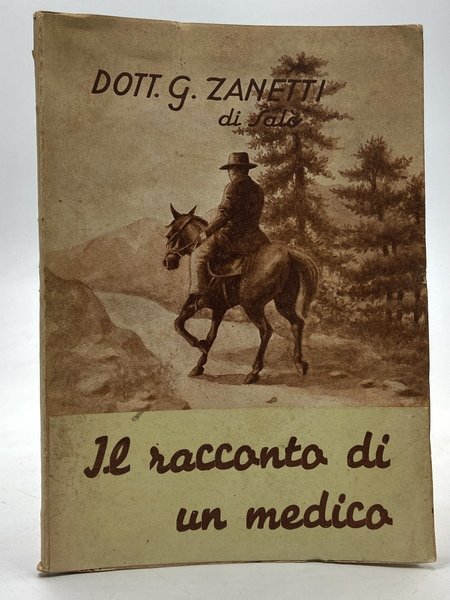 DOTT. G. ZANETTI
di Salò
Il racconto di
un medico